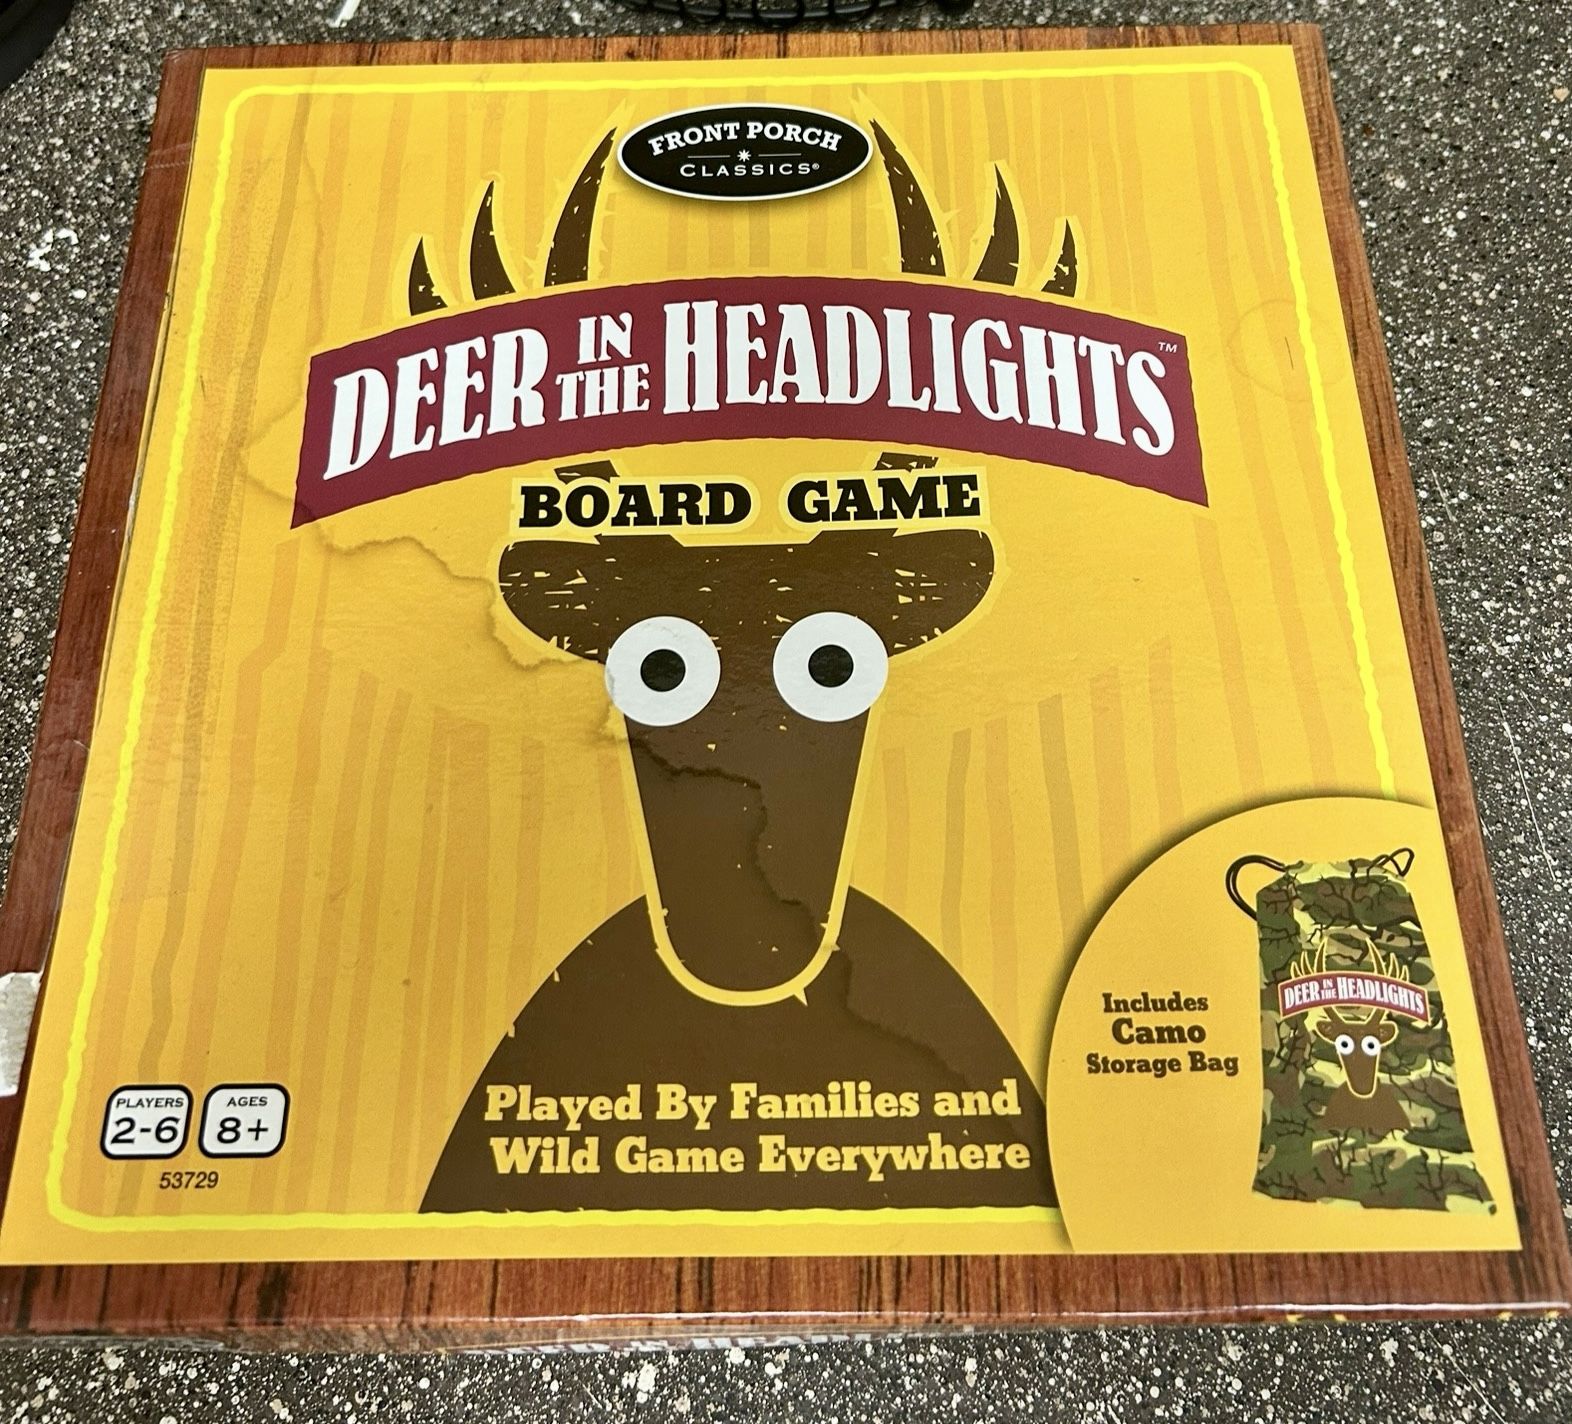 FRONT PORCH
CLASSICS®
DEER IN THE HEADLIGHTS™
BOARD GAME
Includes
Camo
Storage Bag
DEER IN THE HEADLIGHTS
Played By Families and
Wild Game Everywhere
PLAYERS
2-6
AGES
8+
53729